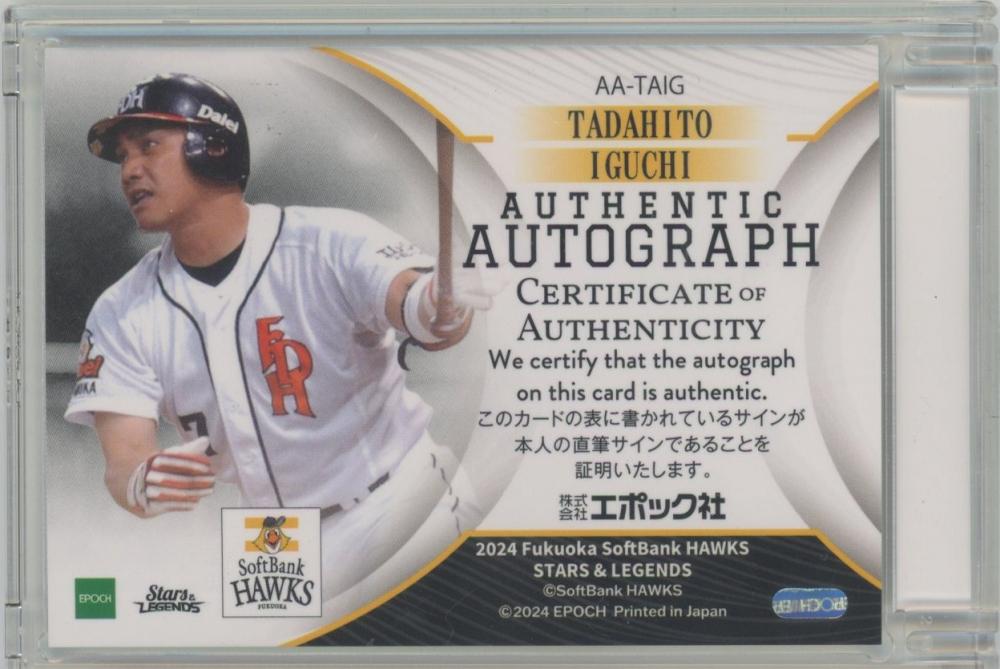 AA-TAIG
TADAHITO
IGUCHI
AUTHENTIC
AUTOGRAPH
CERTIFICATE OF
AUTHENTICITY
We certify that the autograph
on this card is authentic.
このカードの表に書かれているサインが
本人の直筆サインであることを
証明いたします。
株式会社エポック社
2024 Fukuoka SoftBank HAWKS
STARS & LEGENDS
©SoftBank HAWKS
©2024 EPOCH Printed in Japan
DH
Daiei
FDH
7
EPOCH
Stars &
LEGENDS
SoftBank
HAWKS
FUKUOKA